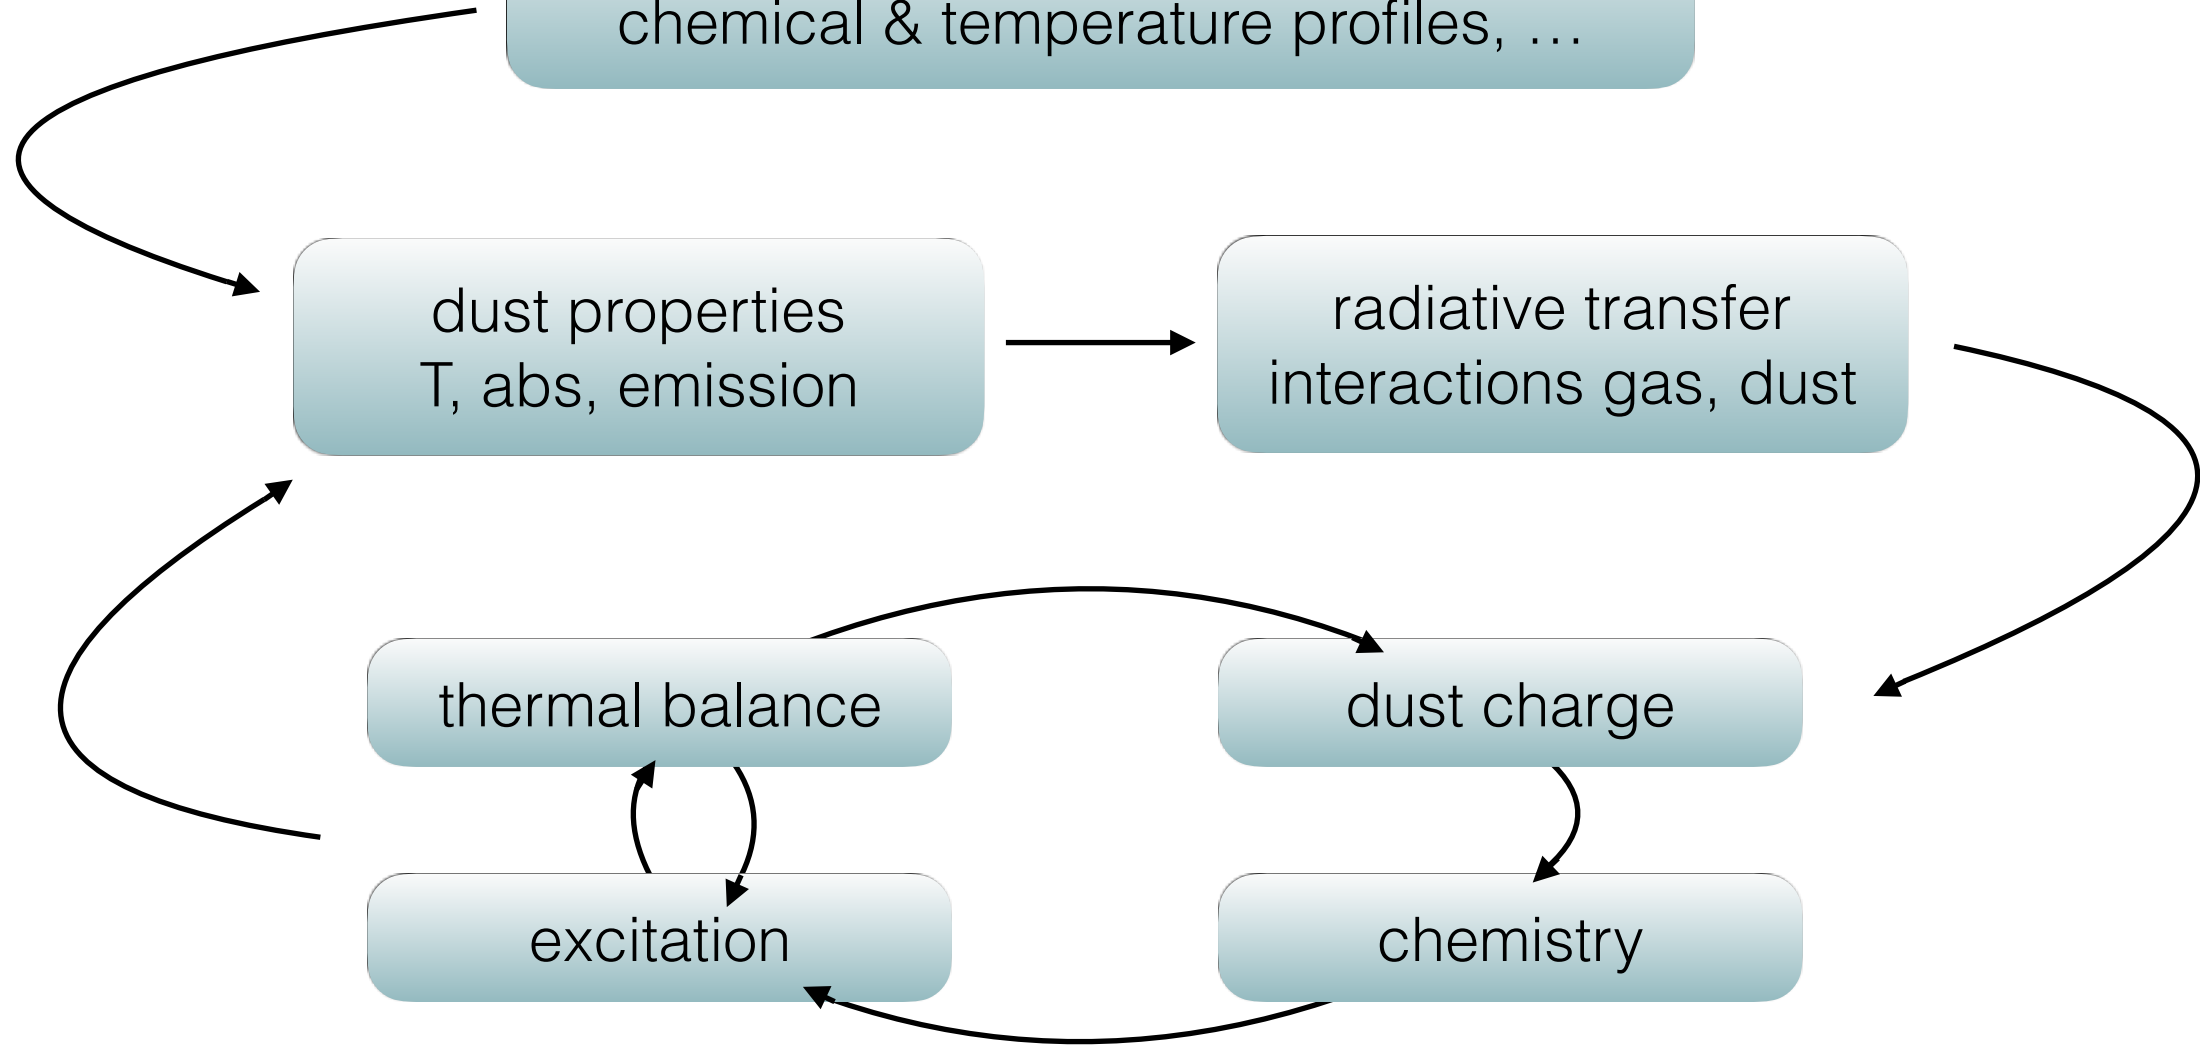 chemical & temperature profiles, …
dust properties
T, abs, emission
radiative transfer
interactions gas, dust
thermal balance
dust charge
excitation
chemistry